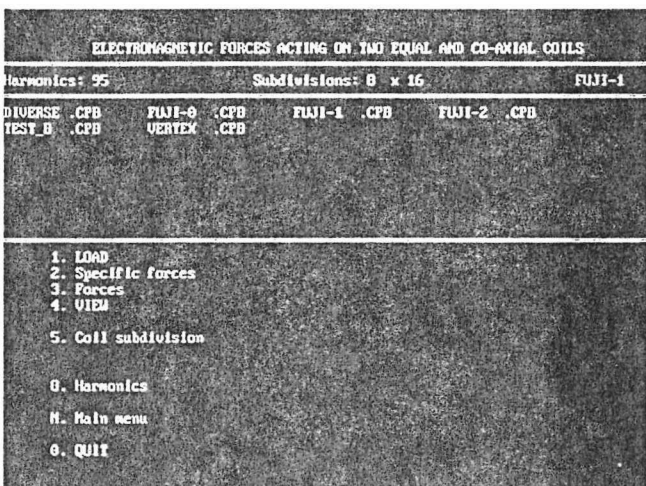 ELECTROMAGNETIC FORCES ACTING ON TWO EQUAL AND CO-AXIAL COILS
Harmonics: 95 Subdivisions: 8 x 16 FUJI-1
DIVERSE .CPB FUJI-0 .CPB FUJI-1 .CPB FUJI-2 .CPB
TEST_B .CPB VERTEX .CPB
1. LOAD
2. Specific forces
3. Forces
4. VIEW
5. Coil subdivision
8. Harmonics
M. Main menu
0. QUIT